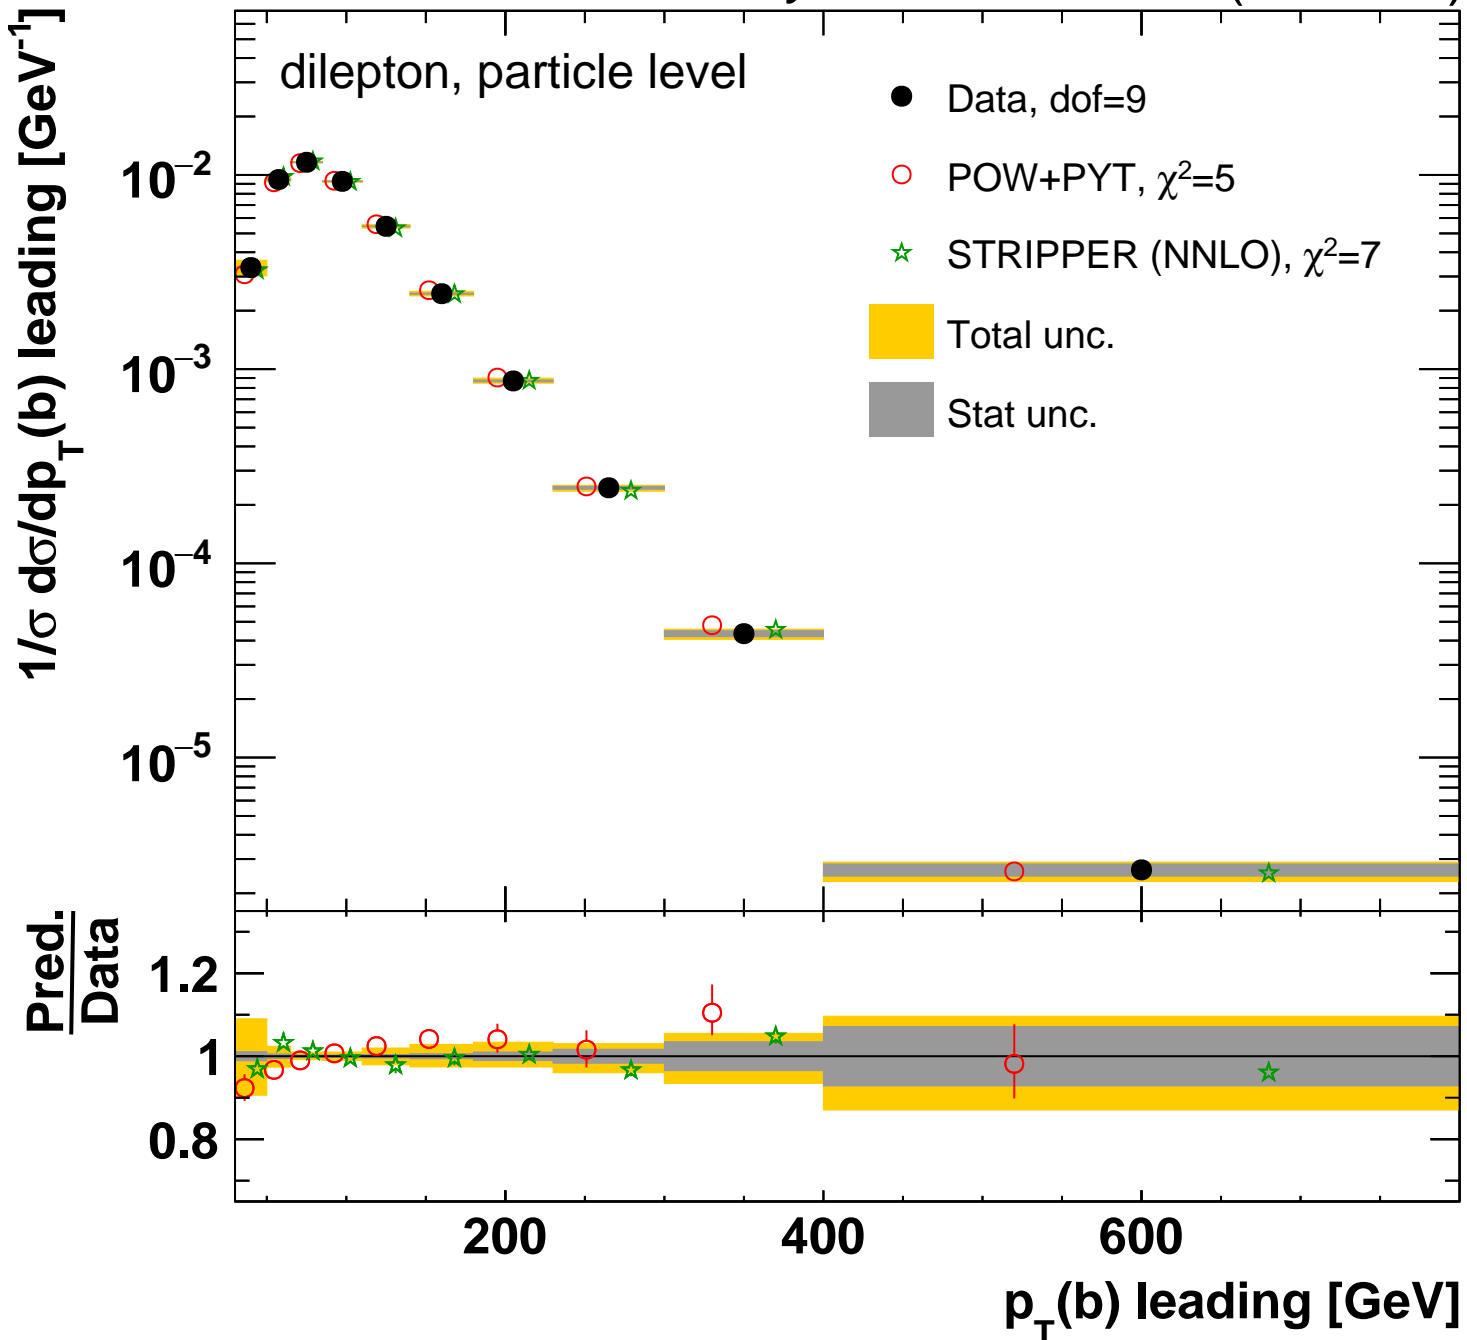 dilepton, particle level
Data, dof=9
POW+PYT, χ²=5
STRIPPER (NNLO), χ²=7
Total unc.
Stat unc.
1/σ dσ/dp_T(b) leading [GeV⁻¹]
10⁻²
10⁻³
10⁻⁴
10⁻⁵
Pred.
Data
1.2
1
0.8
200 400 600
p_T(b) leading [GeV]